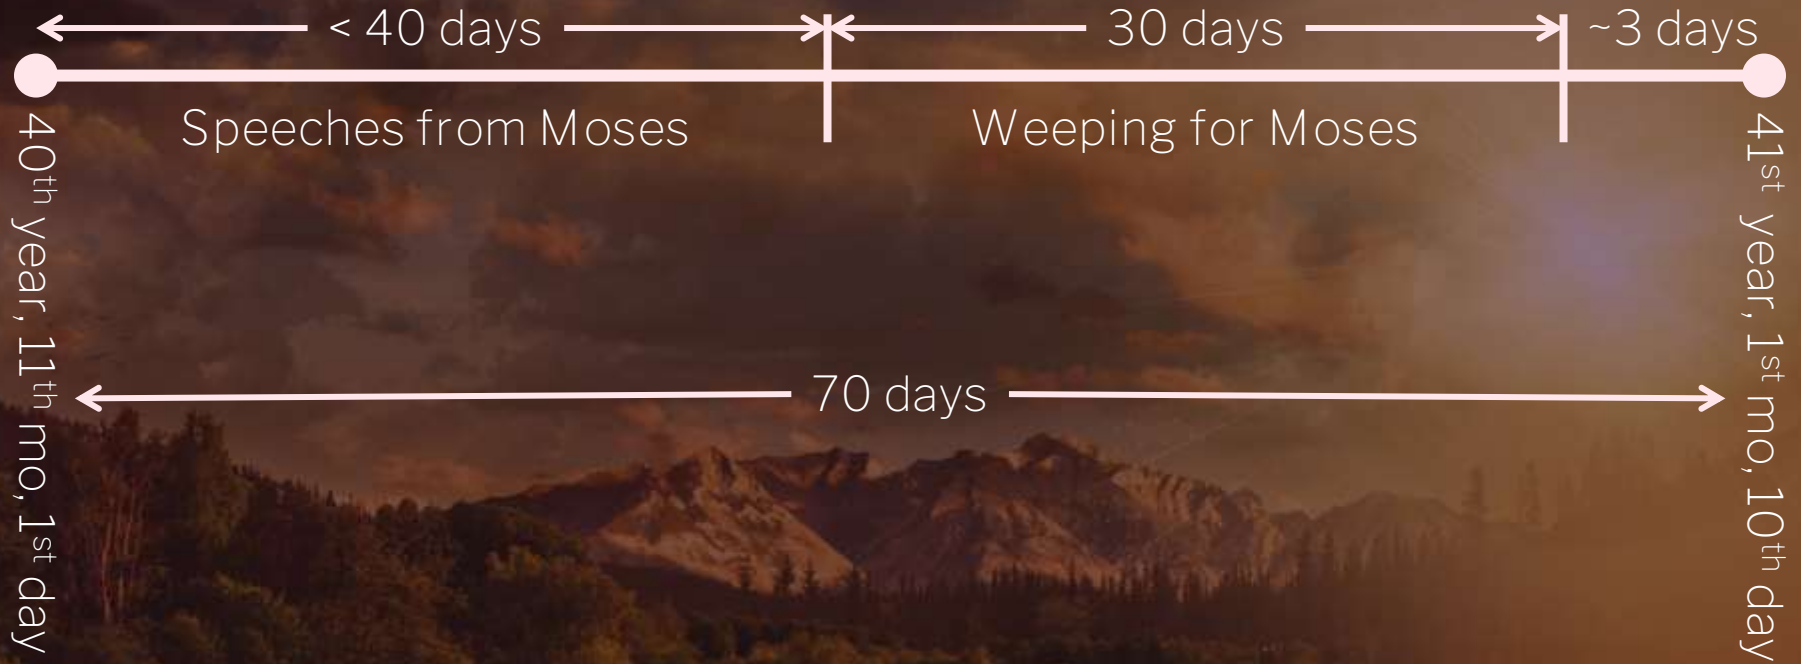 < 40 days
30 days
~3 days
Speeches from Moses
Weeping for Moses
70 days
40th year, 11th mo, 1st day
41st year, 1st mo, 10th day